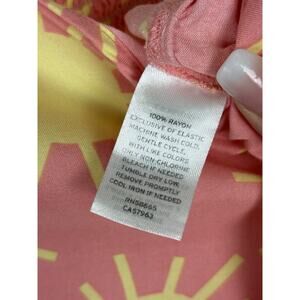 100% RAYON
EXCLUSIVE OF ELASTIC
MACHINE WASH COLD,
GENTLE CYCLE,
WITH LIKE COLORS
ONLY NON CHLORINE
BLEACH IF NEEDED
TUMBLE DRY LOW,
REMOVE PROMPTLY
COOL IRON IF NEEDED
RN58665
CA57963